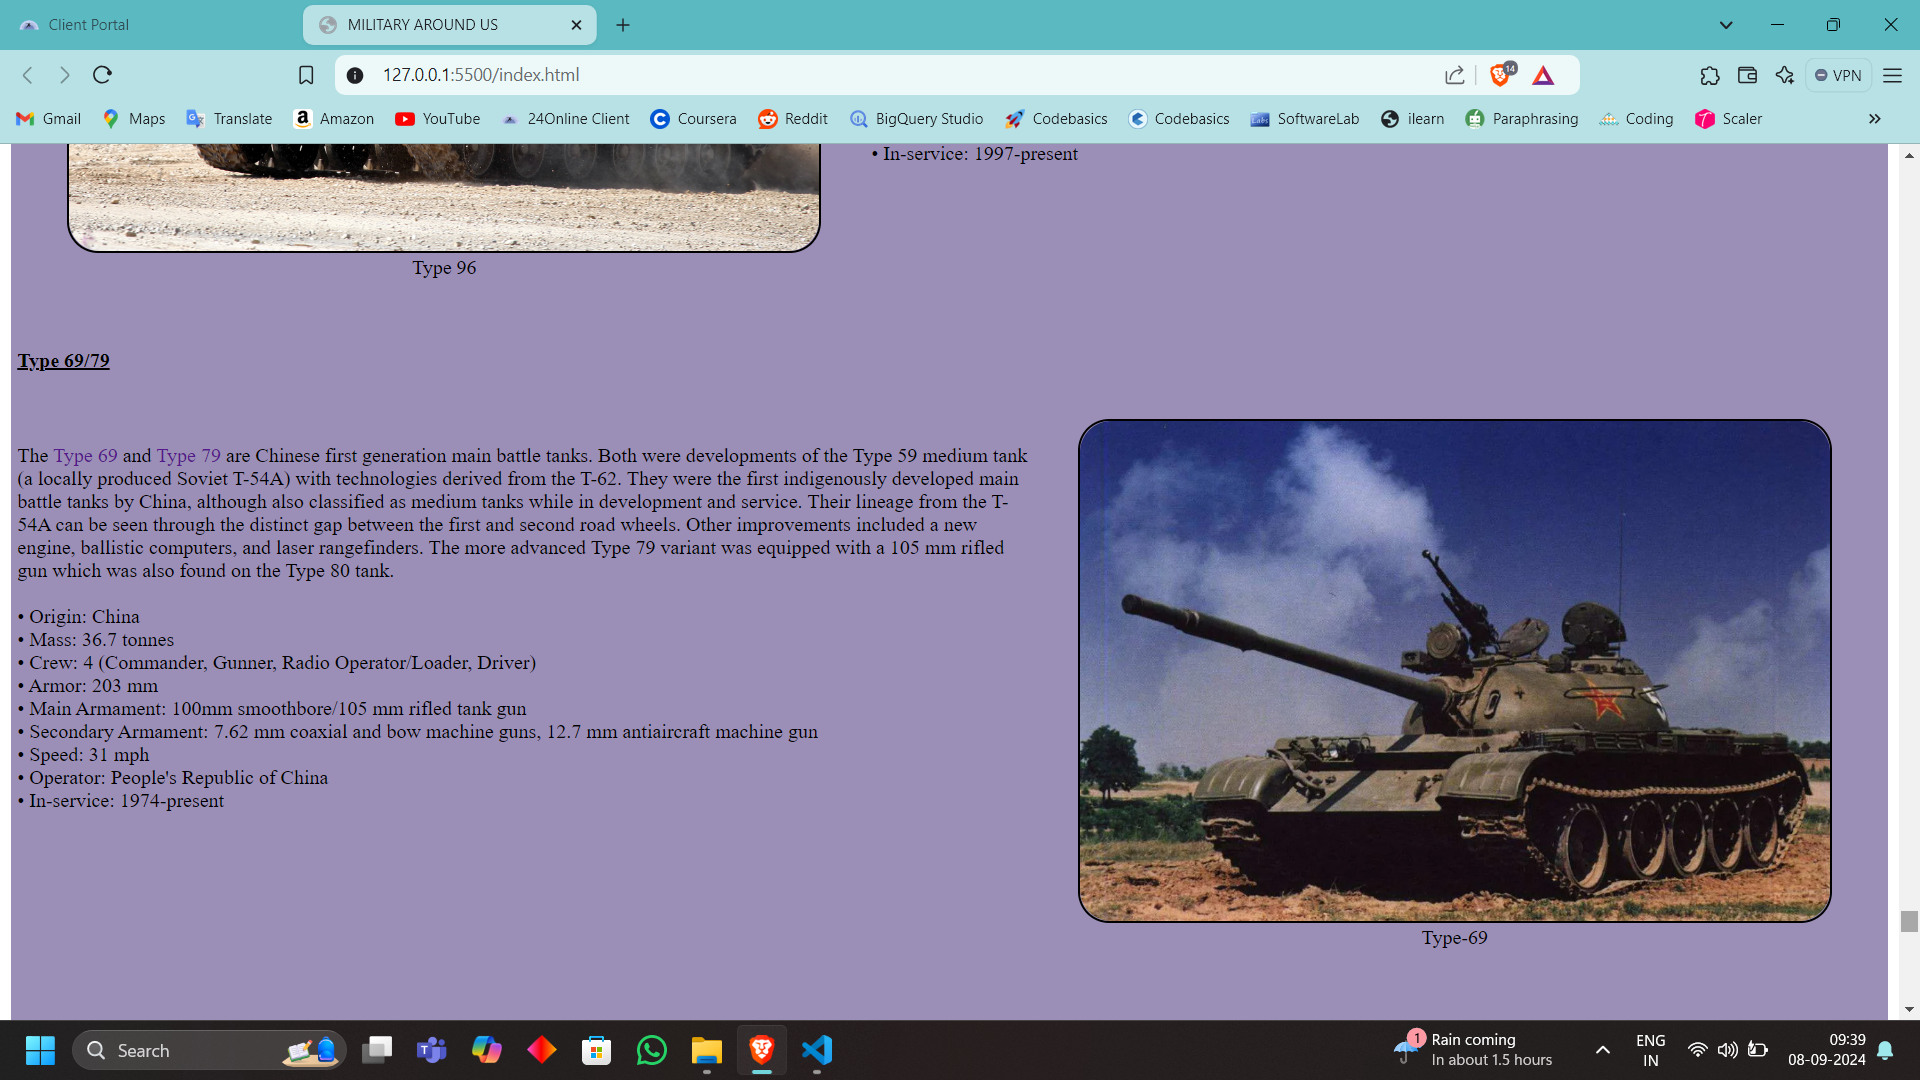 Client Portal
MILITARY AROUND US
127.0.0.1:5500/index.html
14
VPN
Gmail
Maps
Translate
Amazon
YouTube
24Online Client
Coursera
Reddit
BigQuery Studio
Codebasics
Codebasics
SoftwareLab
ilearn
Paraphrasing
Coding
Scaler
• In-service: 1997-present
Type 96
Type 69/79
The Type 69 and Type 79 are Chinese first generation main battle tanks. Both were developments of the Type 59 medium tank
(a locally produced Soviet T-54A) with technologies derived from the T-62. They were the first indigenously developed main
battle tanks by China, although also classified as medium tanks while in development and service. Their lineage from the T-
54A can be seen through the distinct gap between the first and second road wheels. Other improvements included a new
engine, ballistic computers, and laser rangefinders. The more advanced Type 79 variant was equipped with a 105 mm rifled
gun which was also found on the Type 80 tank.
• Origin: China
• Mass: 36.7 tonnes
• Crew: 4 (Commander, Gunner, Radio Operator/Loader, Driver)
• Armor: 203 mm
• Main Armament: 100mm smoothbore/105 mm rifled tank gun
• Secondary Armament: 7.62 mm coaxial and bow machine guns, 12.7 mm antiaircraft machine gun
• Speed: 31 mph
• Operator: People's Republic of China
• In-service: 1974-present
Type-69
Search
1
Rain coming
In about 1.5 hours
ENG
IN
09:39
08-09-2024